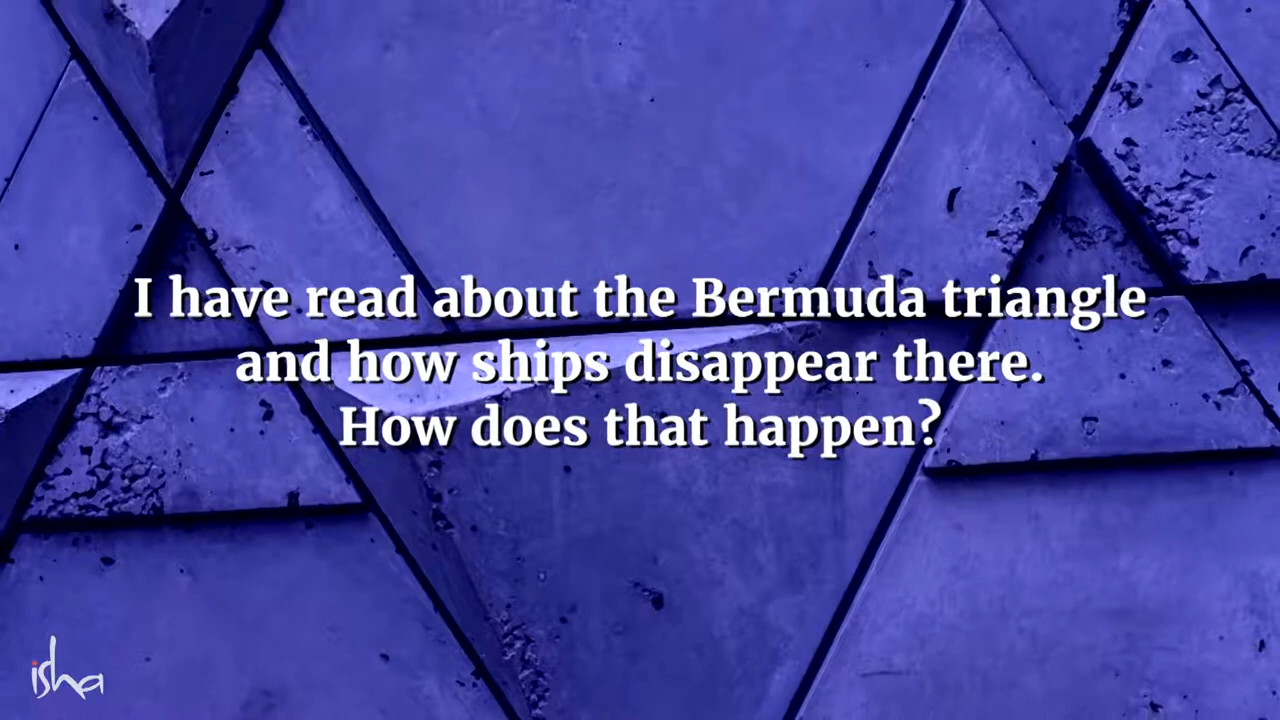 I have read about the Bermuda triangle
and how ships disappear there.
How does that happen?
isha